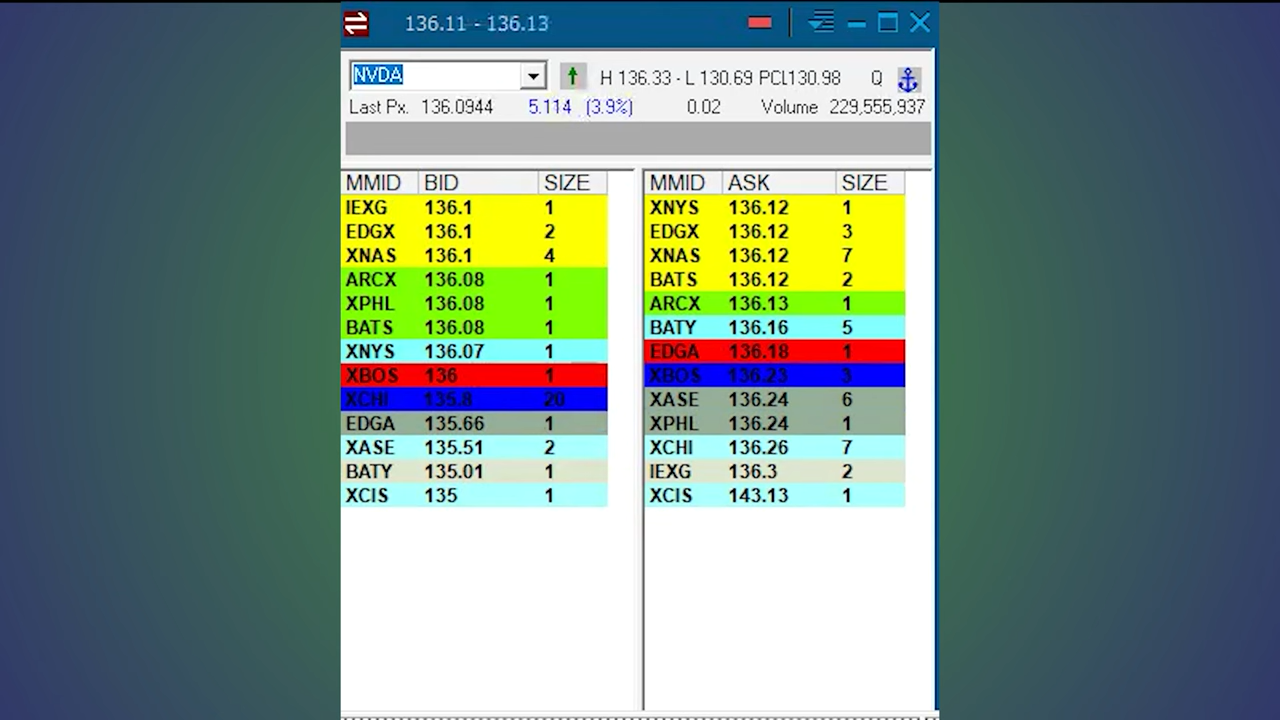 136.11 - 136.13
NVDA H 136.33 - L 130.69 PCL130.98 Q
Last Px. 136.0944 5.114 (3.9%) 0.02 Volume 229,555,937
MMID BID SIZE MMID ASK SIZE
IEXG 136.1 1 XNYS 136.12 1
EDGX 136.1 2 EDGX 136.12 3
XNAS 136.1 4 XNAS 136.12 7
ARCX 136.08 1 BATS 136.12 2
XPHL 136.08 1 ARCX 136.13 1
BATS 136.08 1 BATY 136.16 5
XNYS 136.07 1 EDGA 136.18 1
XBOS 136 1 XBOS 136.23 3
XCHI 135.8 20 XASE 136.24 6
EDGA 135.66 1 XPHL 136.24 1
XASE 135.51 2 XCHI 136.26 7
BATY 135.01 1 IEXG 136.3 2
XCIS 135 1 XCIS 143.13 1